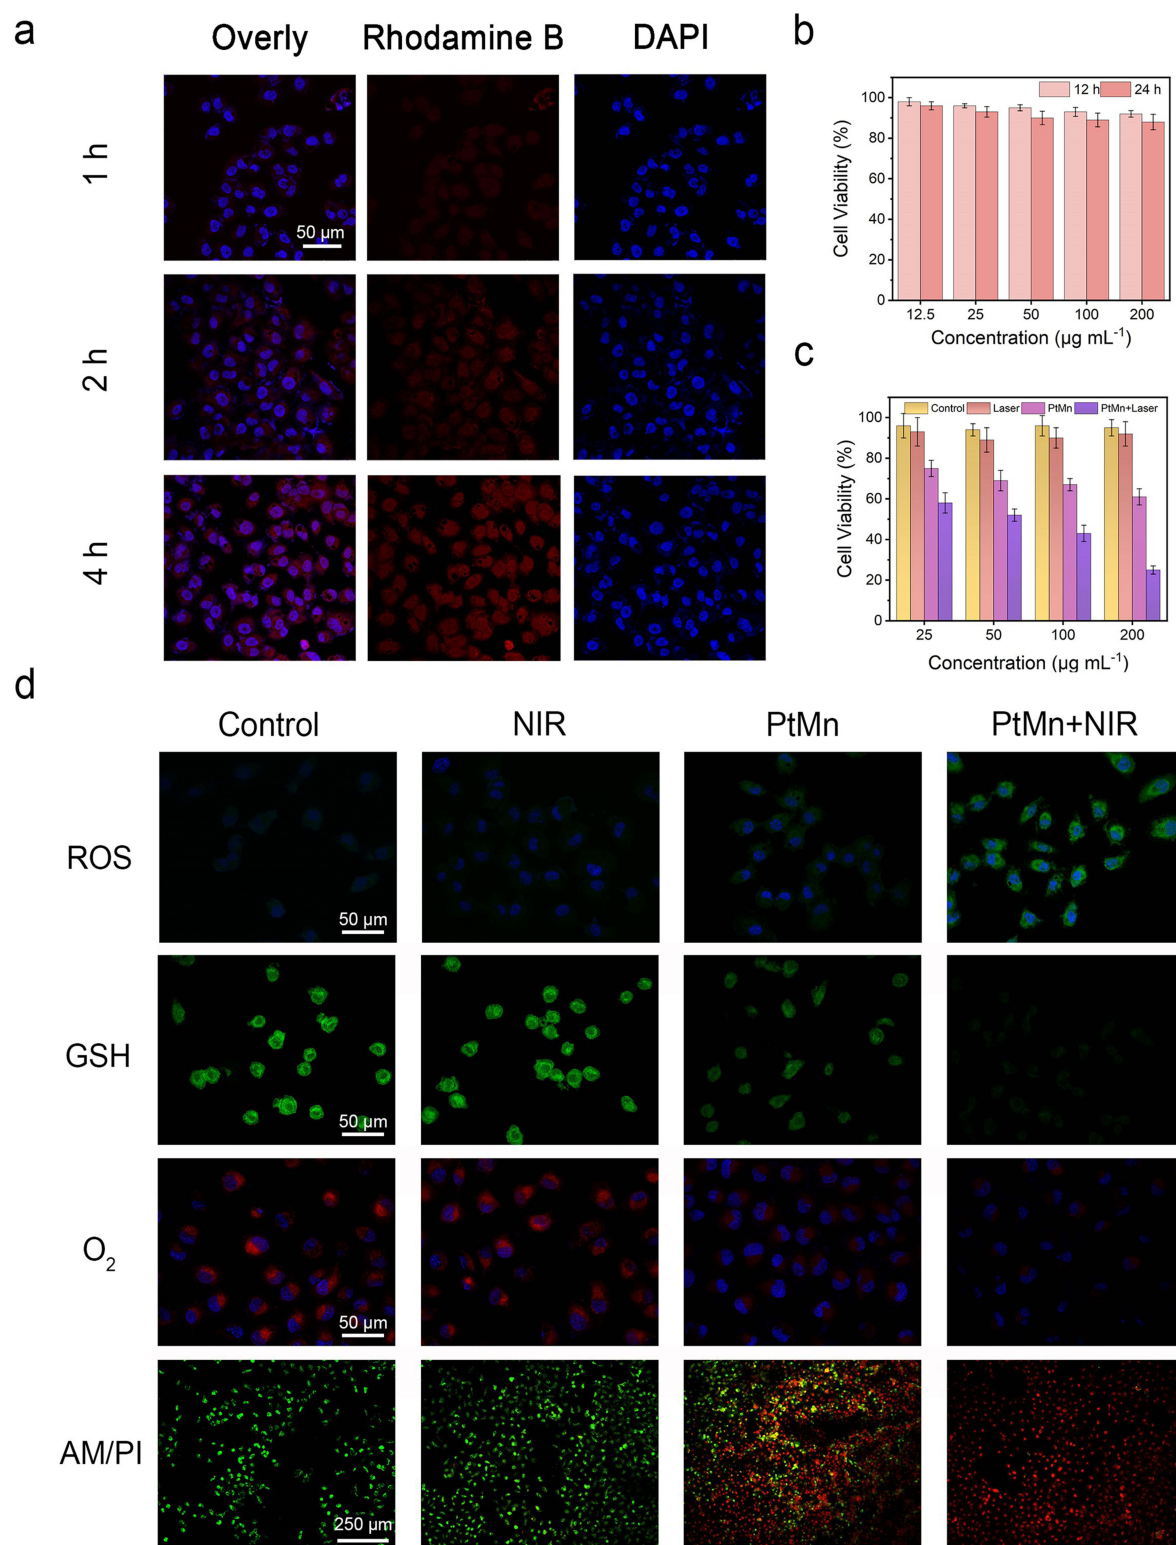 a
Overly Rhodamine B DAPI
1 h
50 µm
2 h
4 h
b
12 h 24 h
Cell Viability (%)
100
80
60
40
20
0
12.5 25 50 100 200
Concentration (µg mL⁻¹)
c
Control Laser PtMn PtMn+Laser
Cell Viability (%)
100
80
60
40
20
0
25 50 100 200
Concentration (µg mL⁻¹)
d
Control NIR PtMn PtMn+NIR
ROS
50 µm
GSH
50 µm
O₂
50 µm
AM/PI
250 µm